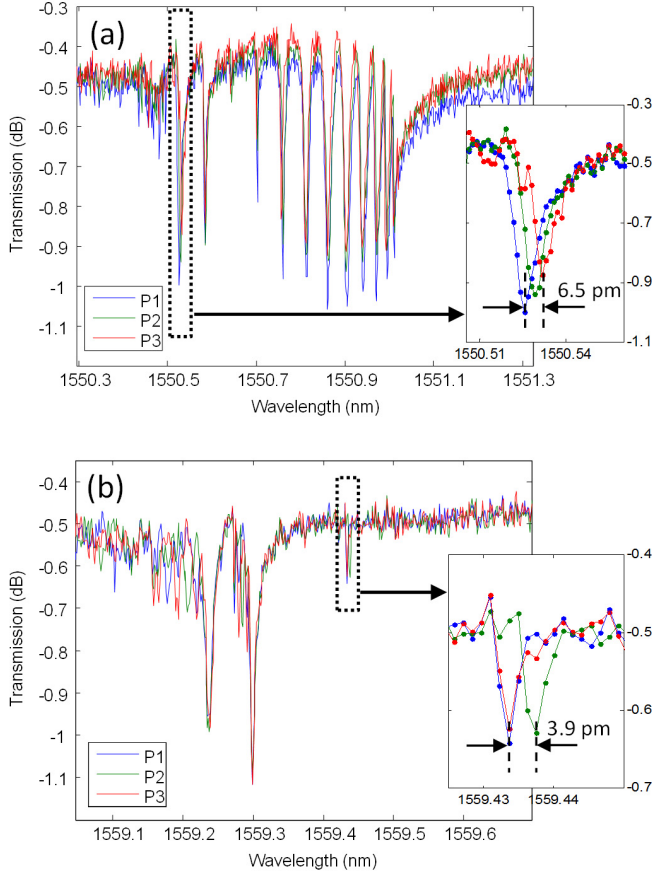 (a)
-0.3
-0.4
-0.5
-0.6
-0.7
-0.8
-0.9
-1
-1.1
Transmission (dB)
P1
P2
P3
1550.3 1550.5 1550.7 1550.9 1551.1 1551.3
Wavelength (nm)
-0.3
-0.5
-0.7
-0.9
-1.1
6.5 pm
1550.51 1550.54
(b)
-0.4
-0.5
-0.6
-0.7
-0.8
-0.9
-1
-1.1
Transmission (dB)
P1
P2
P3
1559.1 1559.2 1559.3 1559.4 1559.5 1559.6
Wavelength (nm)
-0.4
-0.5
-0.6
-0.7
3.9 pm
1559.43 1559.44